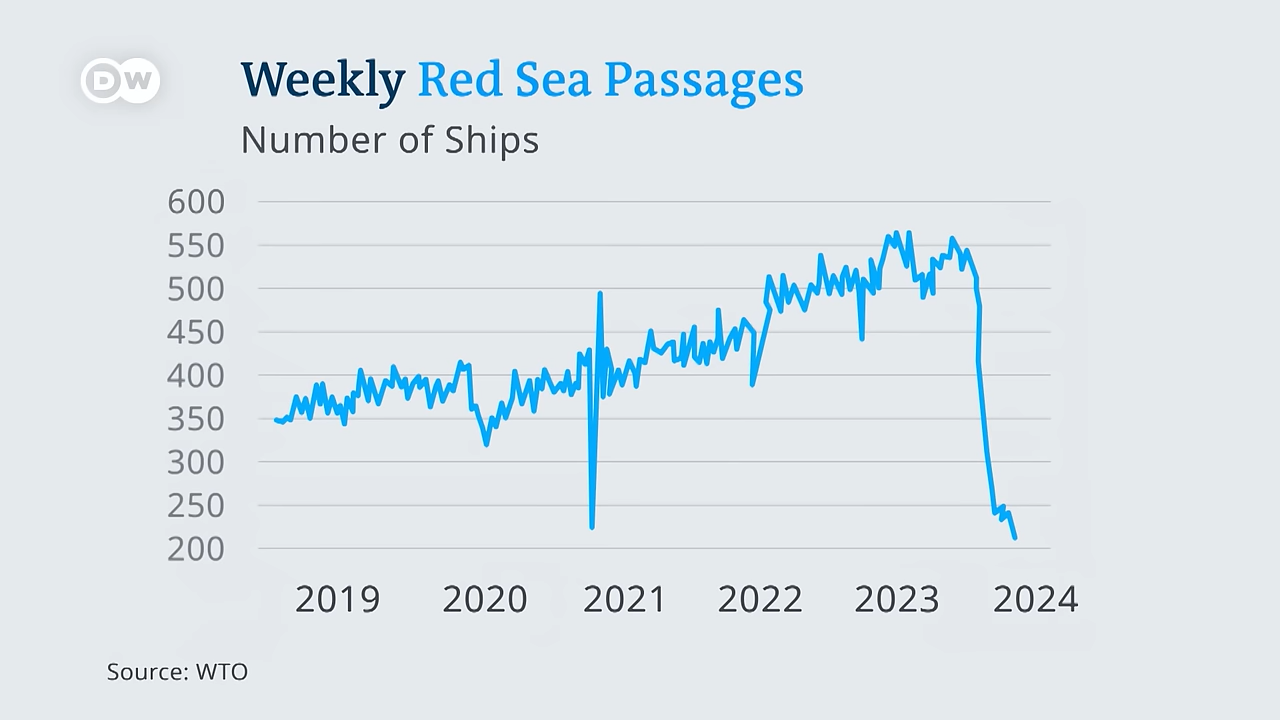 DW
Weekly Red Sea Passages
Number of Ships
600
550
500
450
400
350
300
250
200
2019 2020 2021 2022 2023 2024
Source: WTO